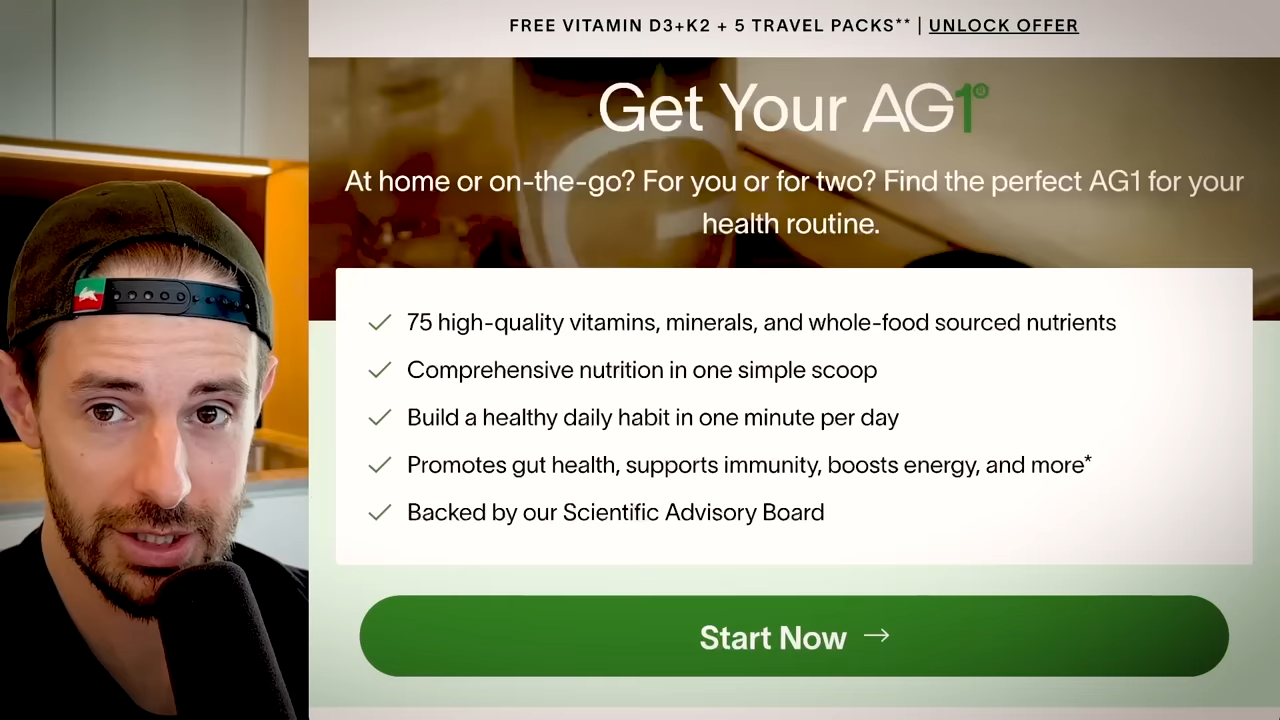 FREE VITAMIN D3+K2 + 5 TRAVEL PACKS** | UNLOCK OFFER
Get Your AG1®
At home or on-the-go? For you or for two? Find the perfect AG1 for your
health routine.
75 high-quality vitamins, minerals, and whole-food sourced nutrients
Comprehensive nutrition in one simple scoop
Build a healthy daily habit in one minute per day
Promotes gut health, supports immunity, boosts energy, and more*
Backed by our Scientific Advisory Board
Start Now →